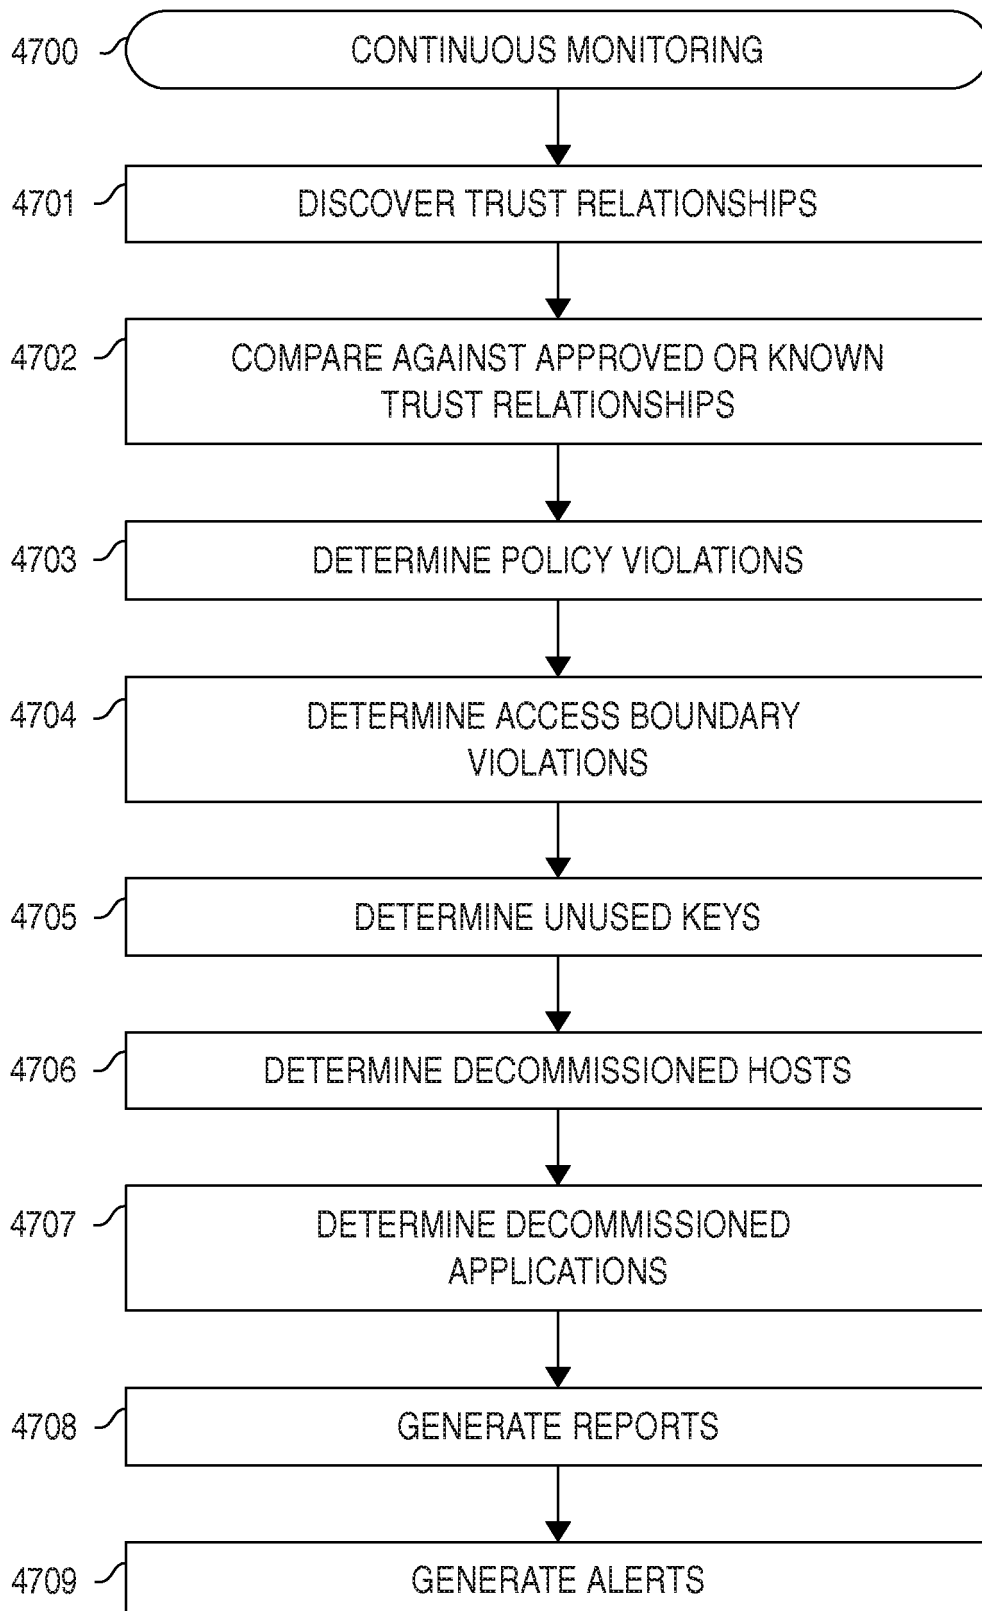 4700 CONTINUOUS MONITORING
4701 DISCOVER TRUST RELATIONSHIPS
4702 COMPARE AGAINST APPROVED OR KNOWN
TRUST RELATIONSHIPS
4703 DETERMINE POLICY VIOLATIONS
4704 DETERMINE ACCESS BOUNDARY
VIOLATIONS
4705 DETERMINE UNUSED KEYS
4706 DETERMINE DECOMMISSIONED HOSTS
4707 DETERMINE DECOMMISSIONED
APPLICATIONS
4708 GENERATE REPORTS
4709 GENERATE ALERTS